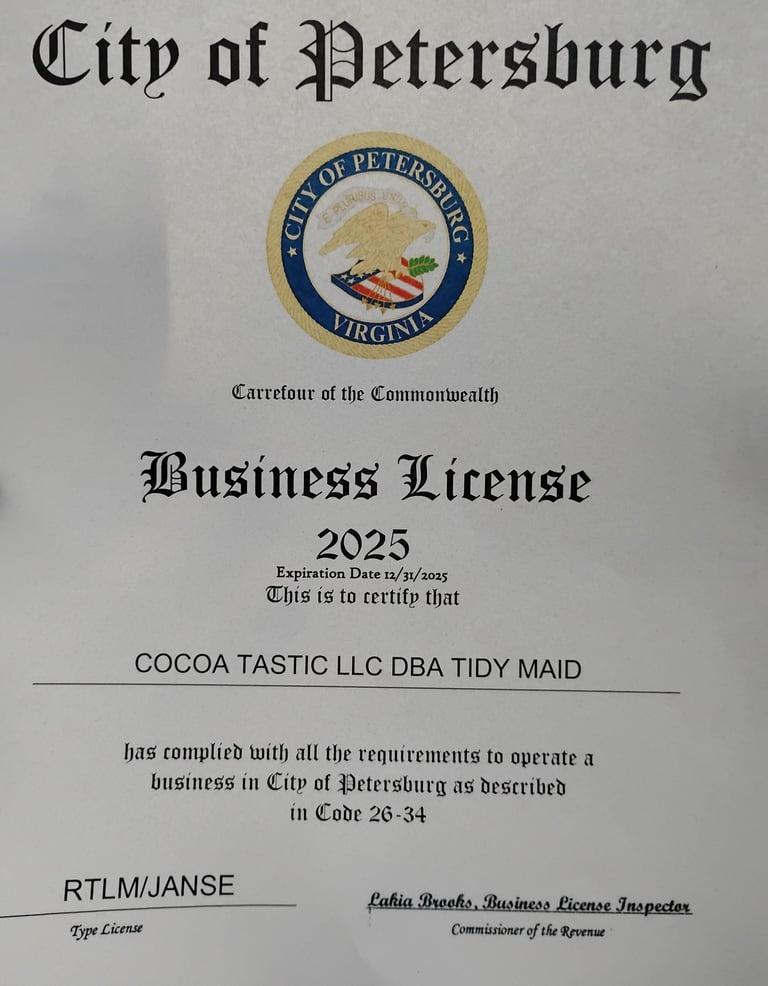 City of Petersburg
CITY OF PETERSBURG
E PLURIBUS UNUM
VIRGINIA
Carrefour of the Commonwealth
Business License
2025
Expiration Date 12/31/2025
This is to certify that
COCOA TASTIC LLC DBA TIDY MAID
has complied with all the requirements to operate a
business in City of Petersburg as described
in Code 26-34
RTLM/JANSE
Type License
Lakia Brooks, Business License Inspector
Commissioner of the Revenue